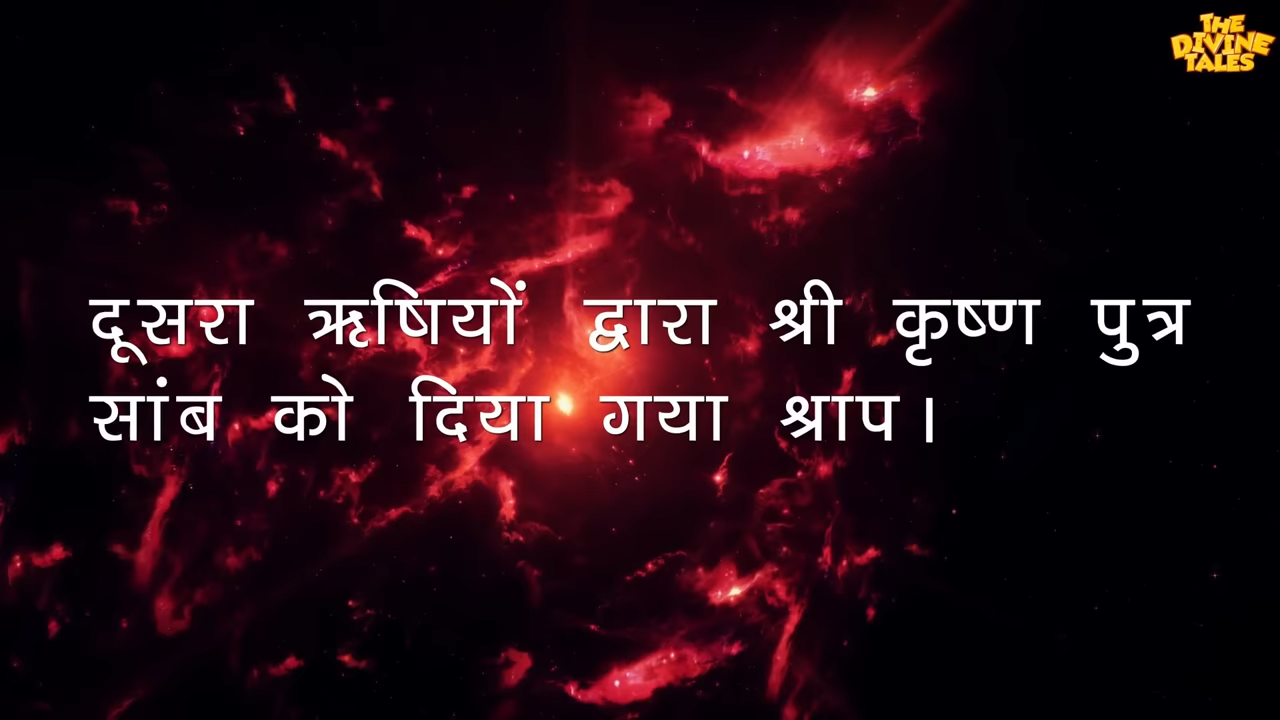 THE
DIVINE
TALES
दूसरा ऋषियों द्वारा श्री कृष्ण पुत्र
सांब को दिया गया श्राप।